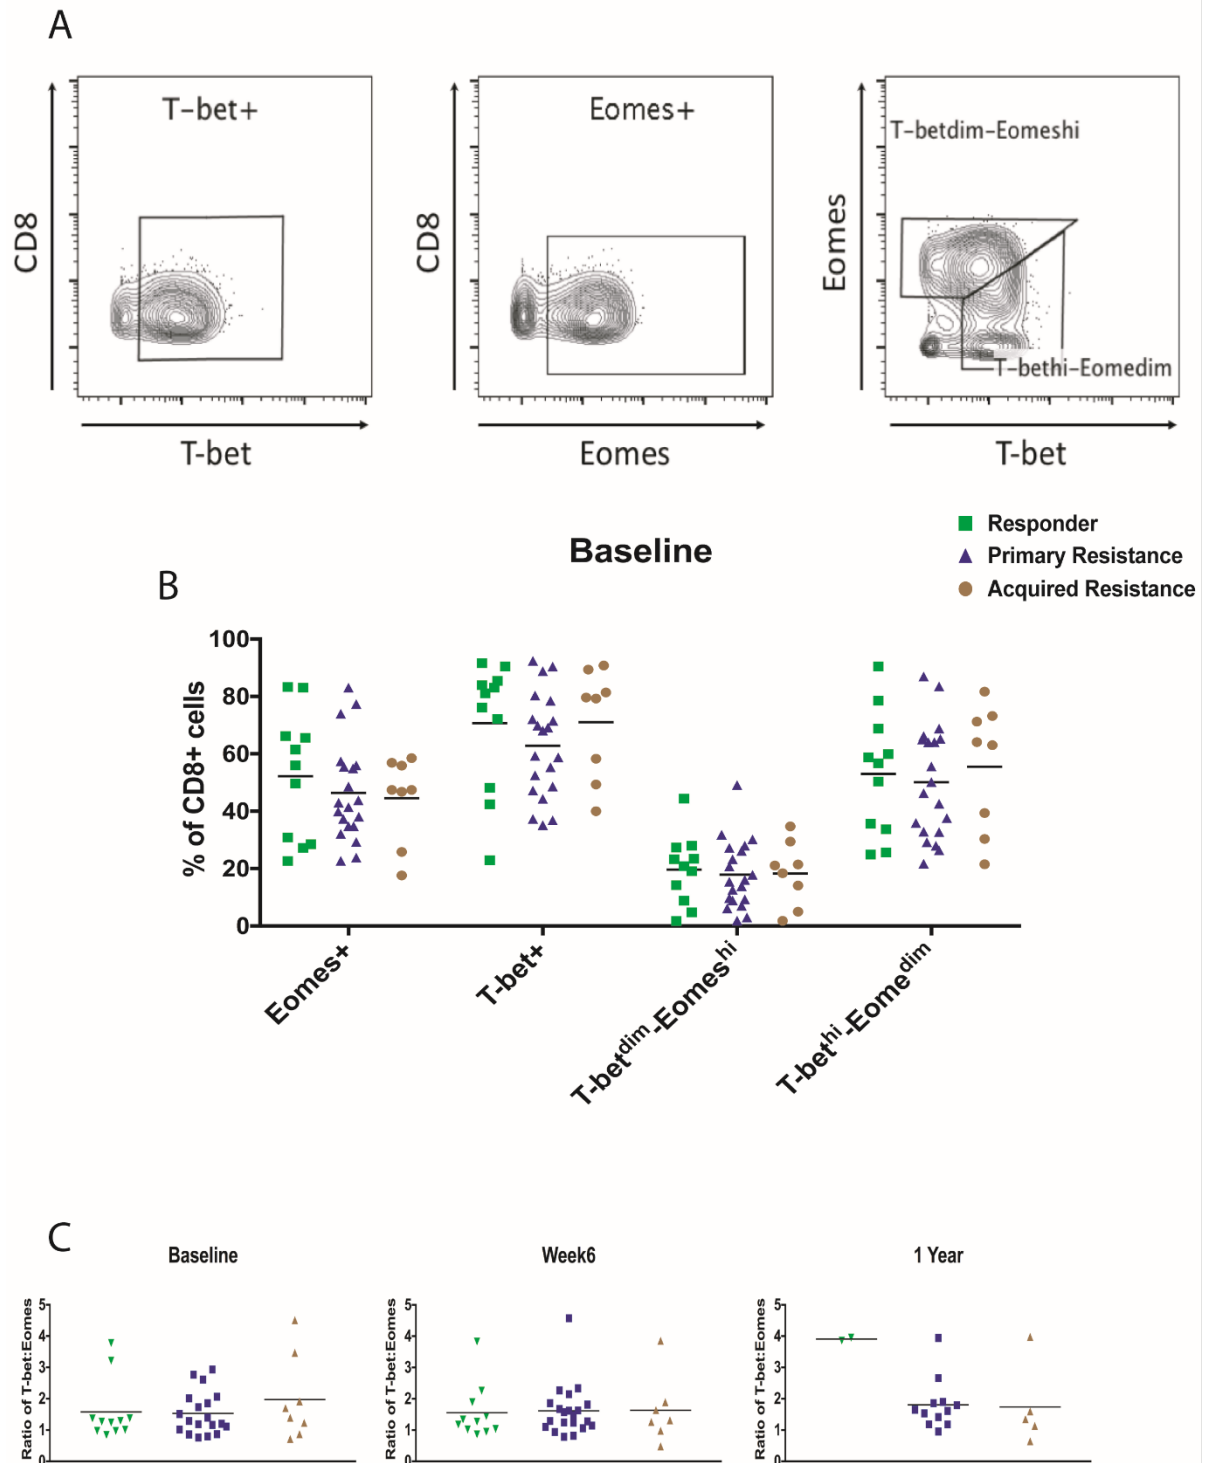 A
T-bet+
CD8
T-bet
Eomes+
CD8
Eomes
T-betdim-Eomeshi
Eomes
T-bethi-Eomedim
T-bet
Responder
Primary Resistance
Acquired Resistance
Baseline
B
% of CD8+ cells
100
80
60
40
20
0
Eomes+
T-bet+
T-betdim-Eomeshi
T-bethi-Eomedim
C
Baseline
Ratio of T-bet:Eomes
5
4
3
2
1
0
Week6
Ratio of T-bet:Eomes
5
4
3
2
1
0
1 Year
Ratio of T-bet:Eomes
5
4
3
2
1
0